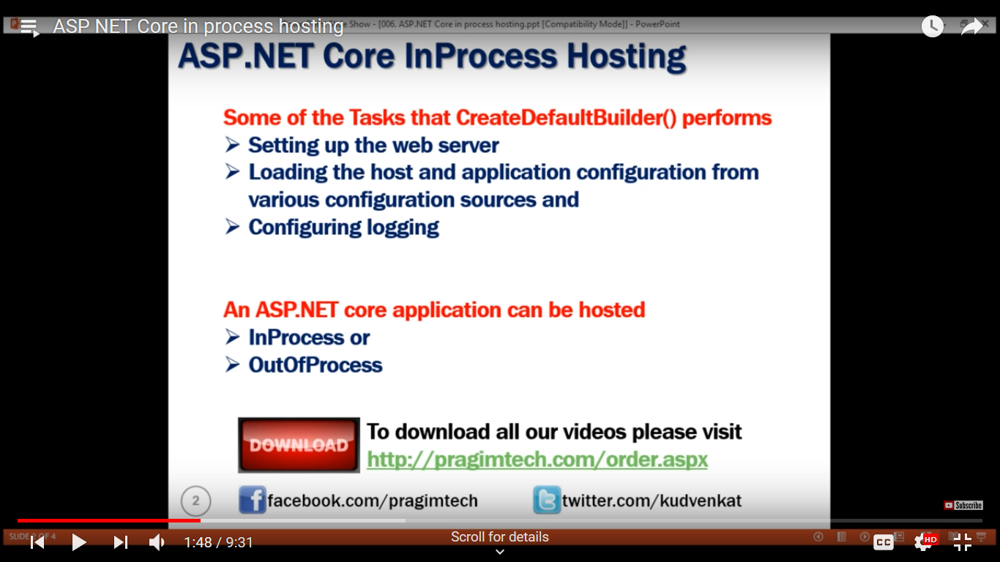 ASP NET Core in process hosting
Show - [006. ASP.NET Core in process hosting.ppt [Compatibility Mode]] - PowerPoint
ASP.NET Core InProcess Hosting
Some of the Tasks that CreateDefaultBuilder() performs
Setting up the web server
Loading the host and application configuration from
various configuration sources and
Configuring logging
An ASP.NET core application can be hosted
InProcess or
OutOfProcess
DOWNLOAD
To download all our videos please visit
http://pragimtech.com/order.aspx
2
facebook.com/pragimtech
twitter.com/kudvenkat
Subscribe
SLIDE 2 OF 4
1:48 / 9:31
Scroll for details
CC
HD